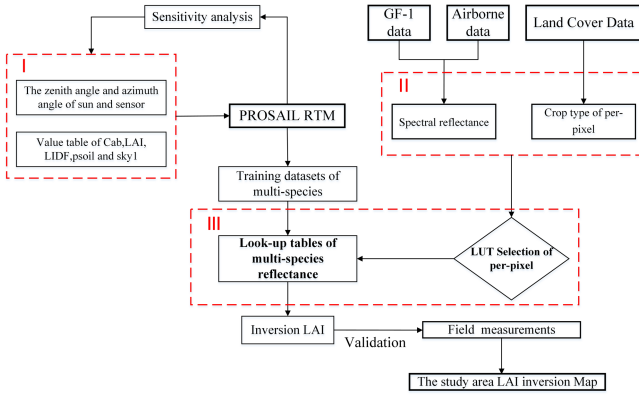 Sensitivity analysis
GF-1
data
Airborne
data
Land Cover Data
I
The zenith angle and azimuth
angle of sun and sensor
Value table of Cab,LAI,
LIDF,psoil and sky1
PROSAIL RTM
II
Spectral reflectance
Crop type of per-
pixel
Training datasets of
multi-species
III
Look-up tables of
multi-species
reflectance
LUT Selection of
per-pixel
Inversion LAI
Validation
Field measurements
The study area LAI inversion Map